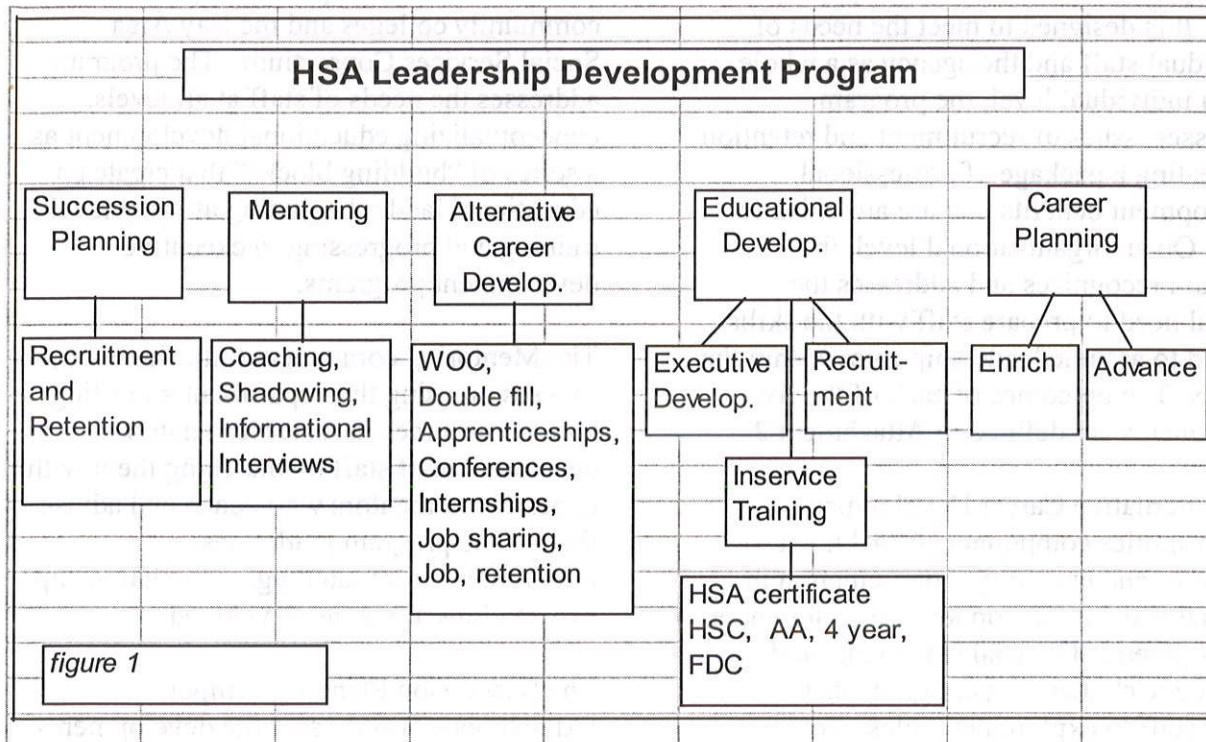 HSA Leadership Development Program
Succession
Planning
Mentoring
Alternative
Career
Develop.
Educational
Develop.
Career
Planning
Recruitment
and
Retention
Coaching,
Shadowing,
Informational
Interviews
WOC,
Double fill,
Apprenticeships,
Conferences,
Internships,
Job sharing,
Job, retention
Executive
Develop.
Recruit-
ment
Enrich
Advance
Inservice
Training
HSA certificate
HSC, AA, 4 year,
FDC
figure 1